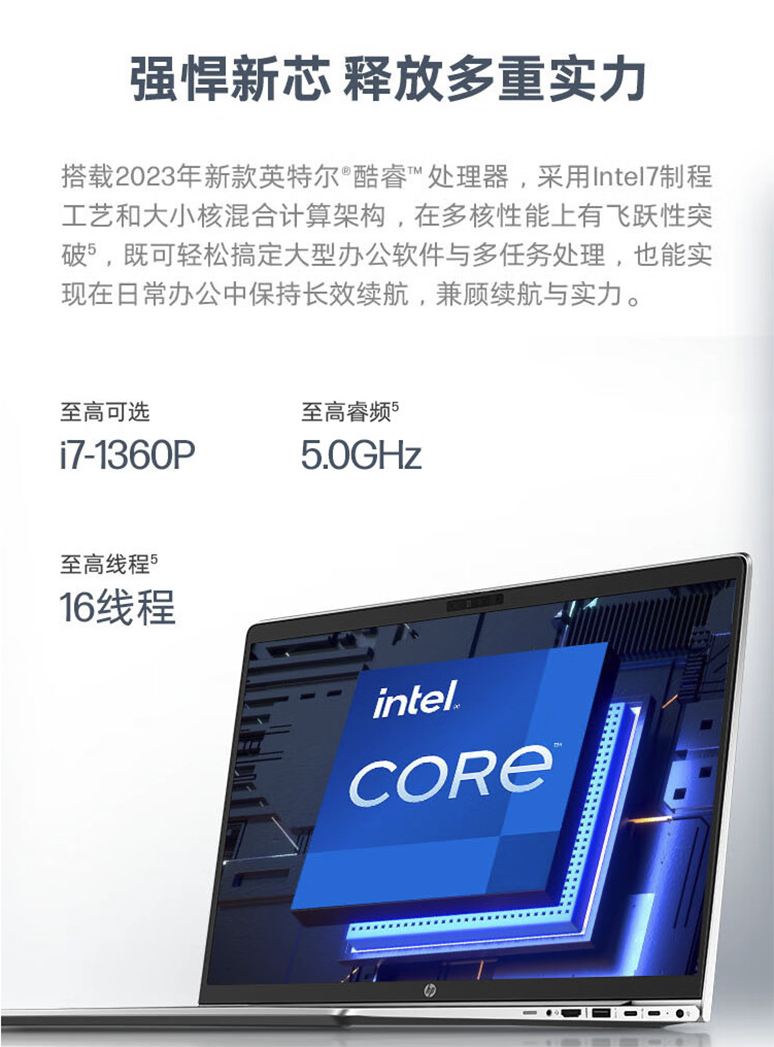 强悍新芯 释放多重实力
搭载2023年新款英特尔®酷睿™处理器，采用Intel7制程
工艺和大小核混合计算架构，在多核性能上有飞跃性突
破⁵，既可轻松搞定大型办公软件与多任务处理，也能实
现在日常办公中保持长效续航，兼顾续航与实力。
至高可选 至高睿频⁵
i7-1360P 5.0GHz
至高线程⁵
16线程
intel.
CORE™
hp